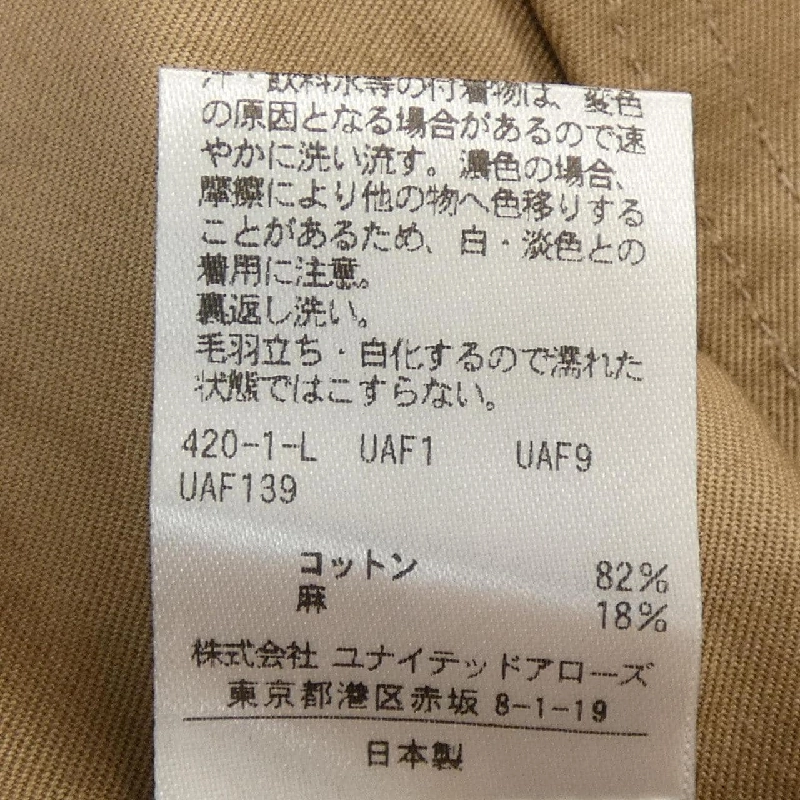 汗・飲料水等の付着物は、変色
の原因となる場合があるので速
やかに洗い流す。濃色の場合、
摩擦により他の物へ色移りする
ことがあるため、白・淡色との
着用に注意。
裏返し洗い。
毛羽立ち・白化するので濡れた
状態ではこすらない。
420-1-L UAF1 UAF9
UAF139
コットン 82%
麻 18%
株式会社 ユナイテッドアローズ
東京都港区赤坂 8-1-19
日本製